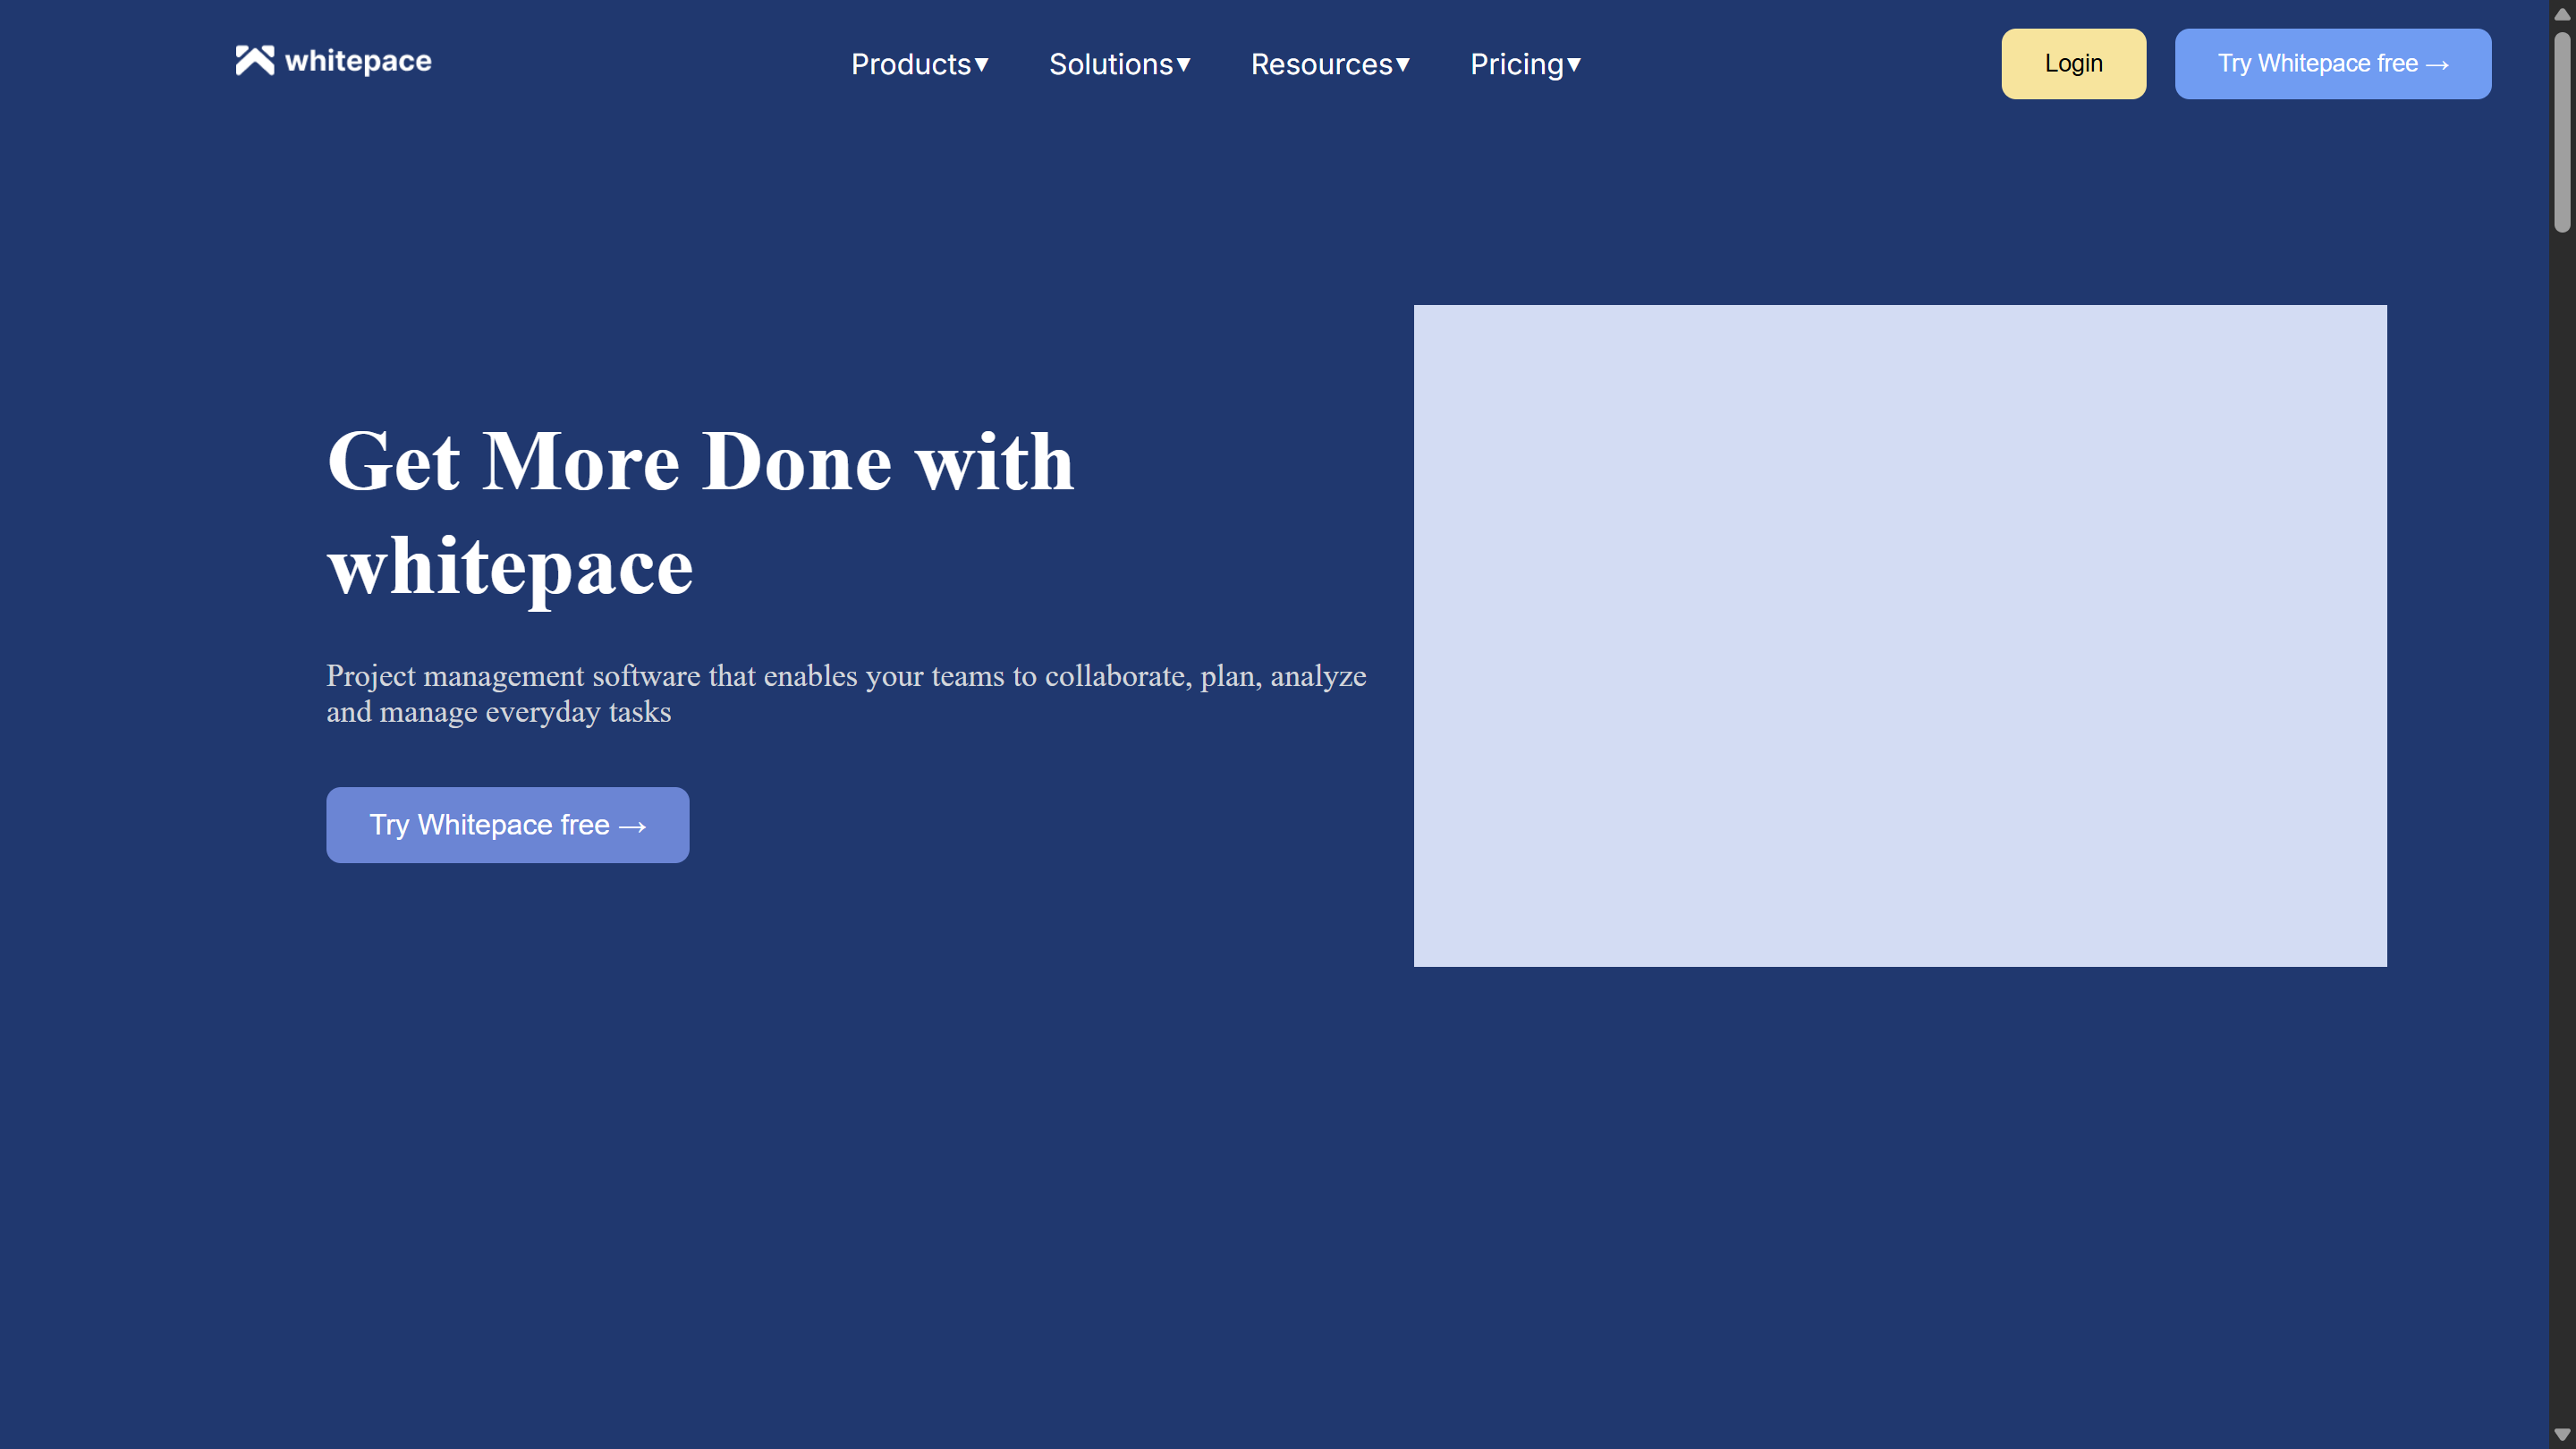 whitepace
Products▾ Solutions▾ Resources▾ Pricing▾
Login
Try Whitepace free →
Get More Done with
whitepace
Project management software that enables your teams to collaborate, plan, analyze
and manage everyday tasks
Try Whitepace free →